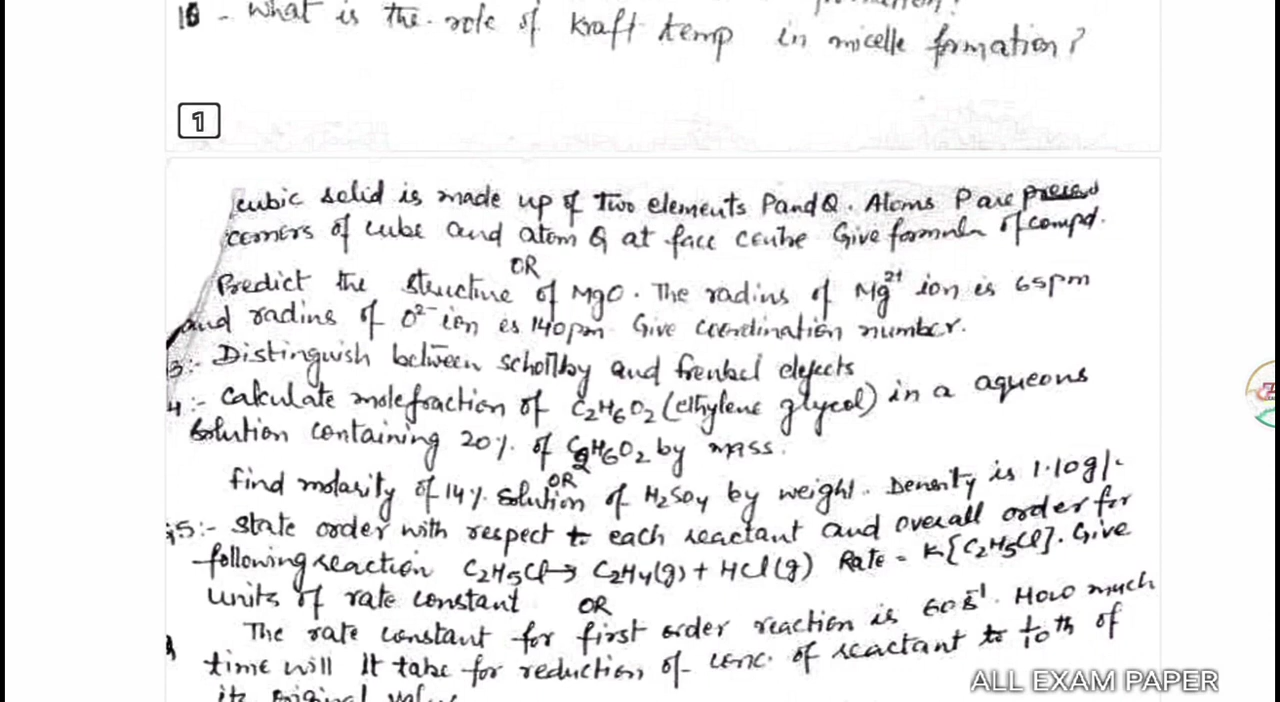 16 - What is the role of Kraft temp in micelle formation?
1
cubic solid is made up of two elements P and Q. Atoms P are present
corners of cube and atom Q at face centre Give formula of compd.
OR
Predict the structure of MgO. The radius of Mg²⁺ ion is 65pm
and radius of O²⁻ ion is 140pm Give coordination number.
3:- Distinguish between schottky and frenkel defects
4:- Calculate mole fraction of C₂H₆O₂ (ethylene glycol) in a aqueous
solution containing 20% of C₂H₆O₂ by mass.
OR
find molarity of 14% solution of H₂SO₄ by weight. Density is 1.10g/
5:- State order with respect to each reactant and overall order for
following reaction C₂H₅Cl → C₂H₄(g) + HCl(g) Rate = K[C₂H₅Cl]. Give
units of rate constant
OR
The rate constant for first order reaction is 60 s⁻¹. How much
time will It take for reduction of conc. of reactant to 1/10th of
its original value
ALL EXAM PAPER